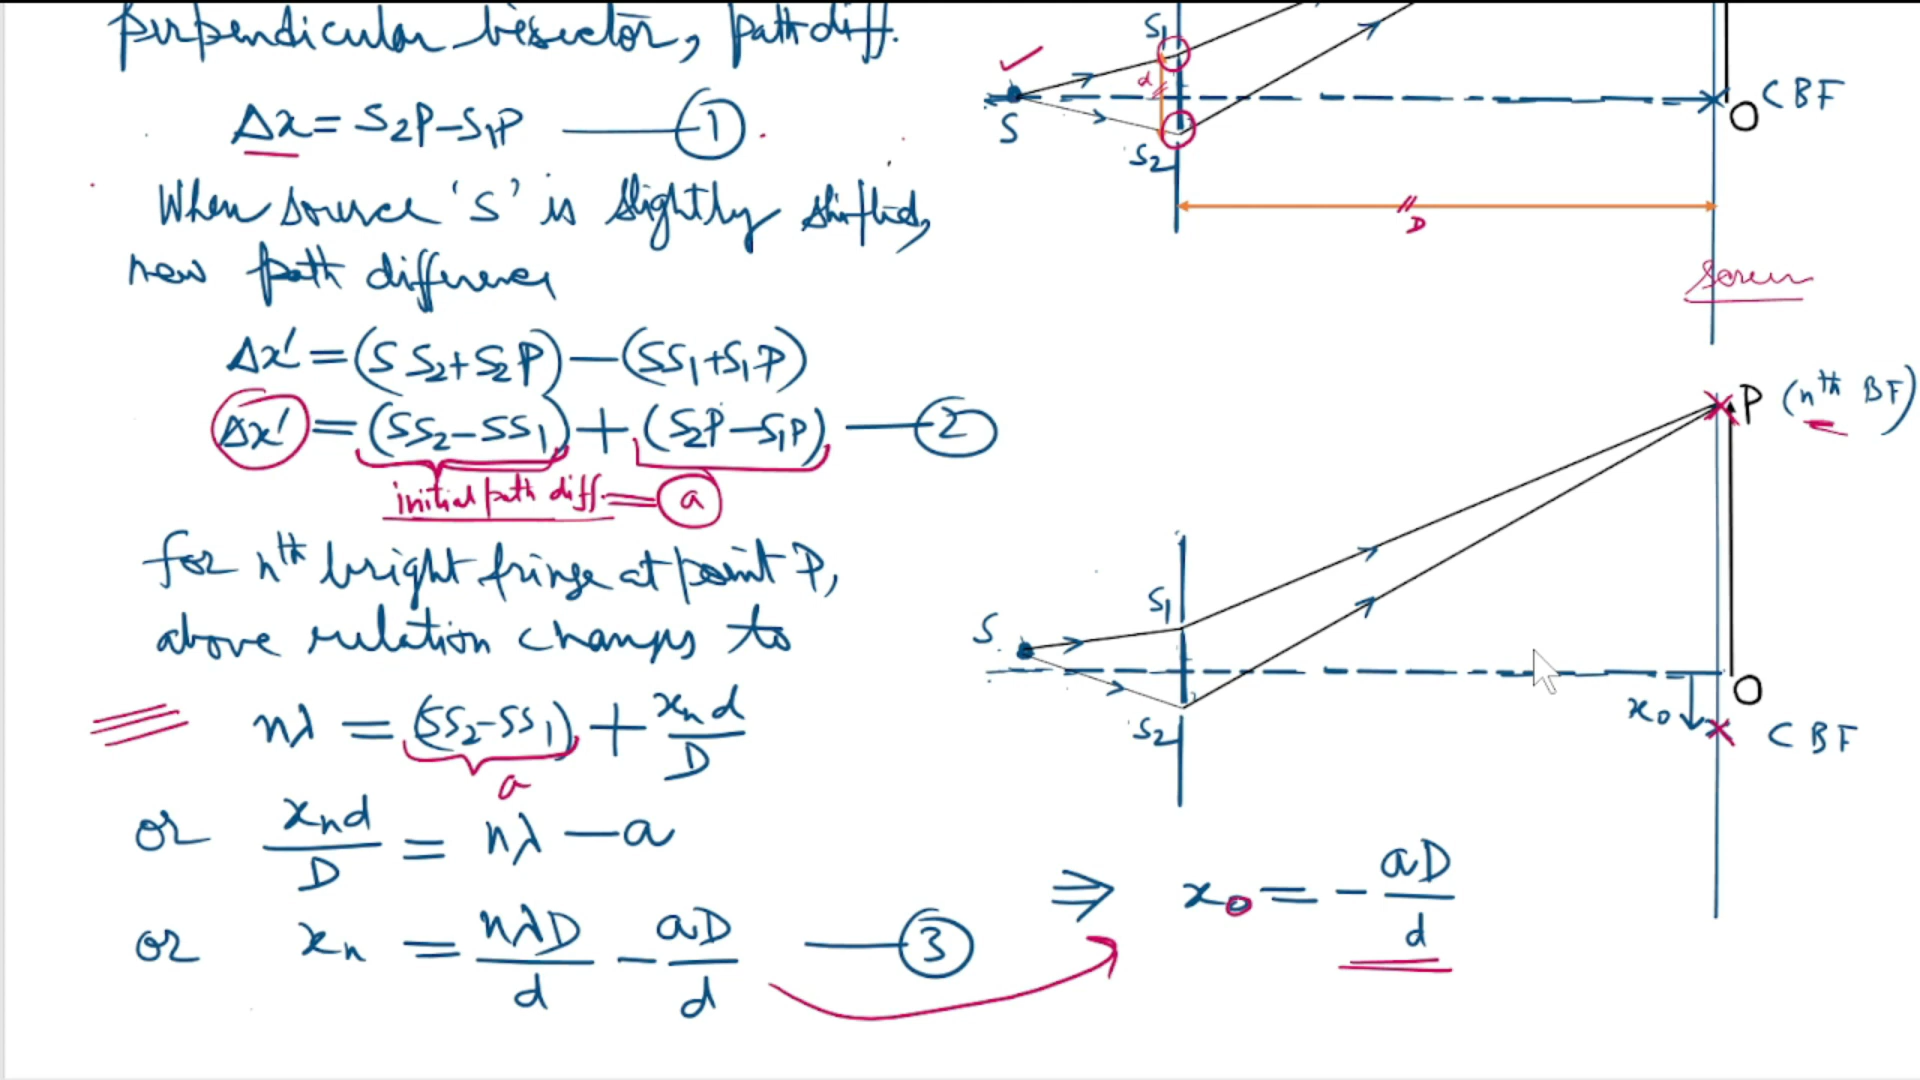 perpendicular bisector, path diff.
Δx = S₂P – S₁P —— 1
When source 'S' is slightly shifted,
new path difference
Δx' = (SS₂ + S₂P) – (SS₁ + S₁P)
Δx' = (SS₂ – SS₁) + (S₂P – S₁P) —— 2
initial path diff. = a
for nth bright fringe at point P,
above relation changes to
nλ = (SS₂ – SS₁) + xₙd/D
a
or xₙd/D = nλ – a
or xₙ = nλD/d – aD/d —— 3
⇒ x₀ = – aD/d
S₁
d
S
S₂
O CBF
D
Screen
P (nth BF)
S₁
S
S₂
x₀
O
CBF